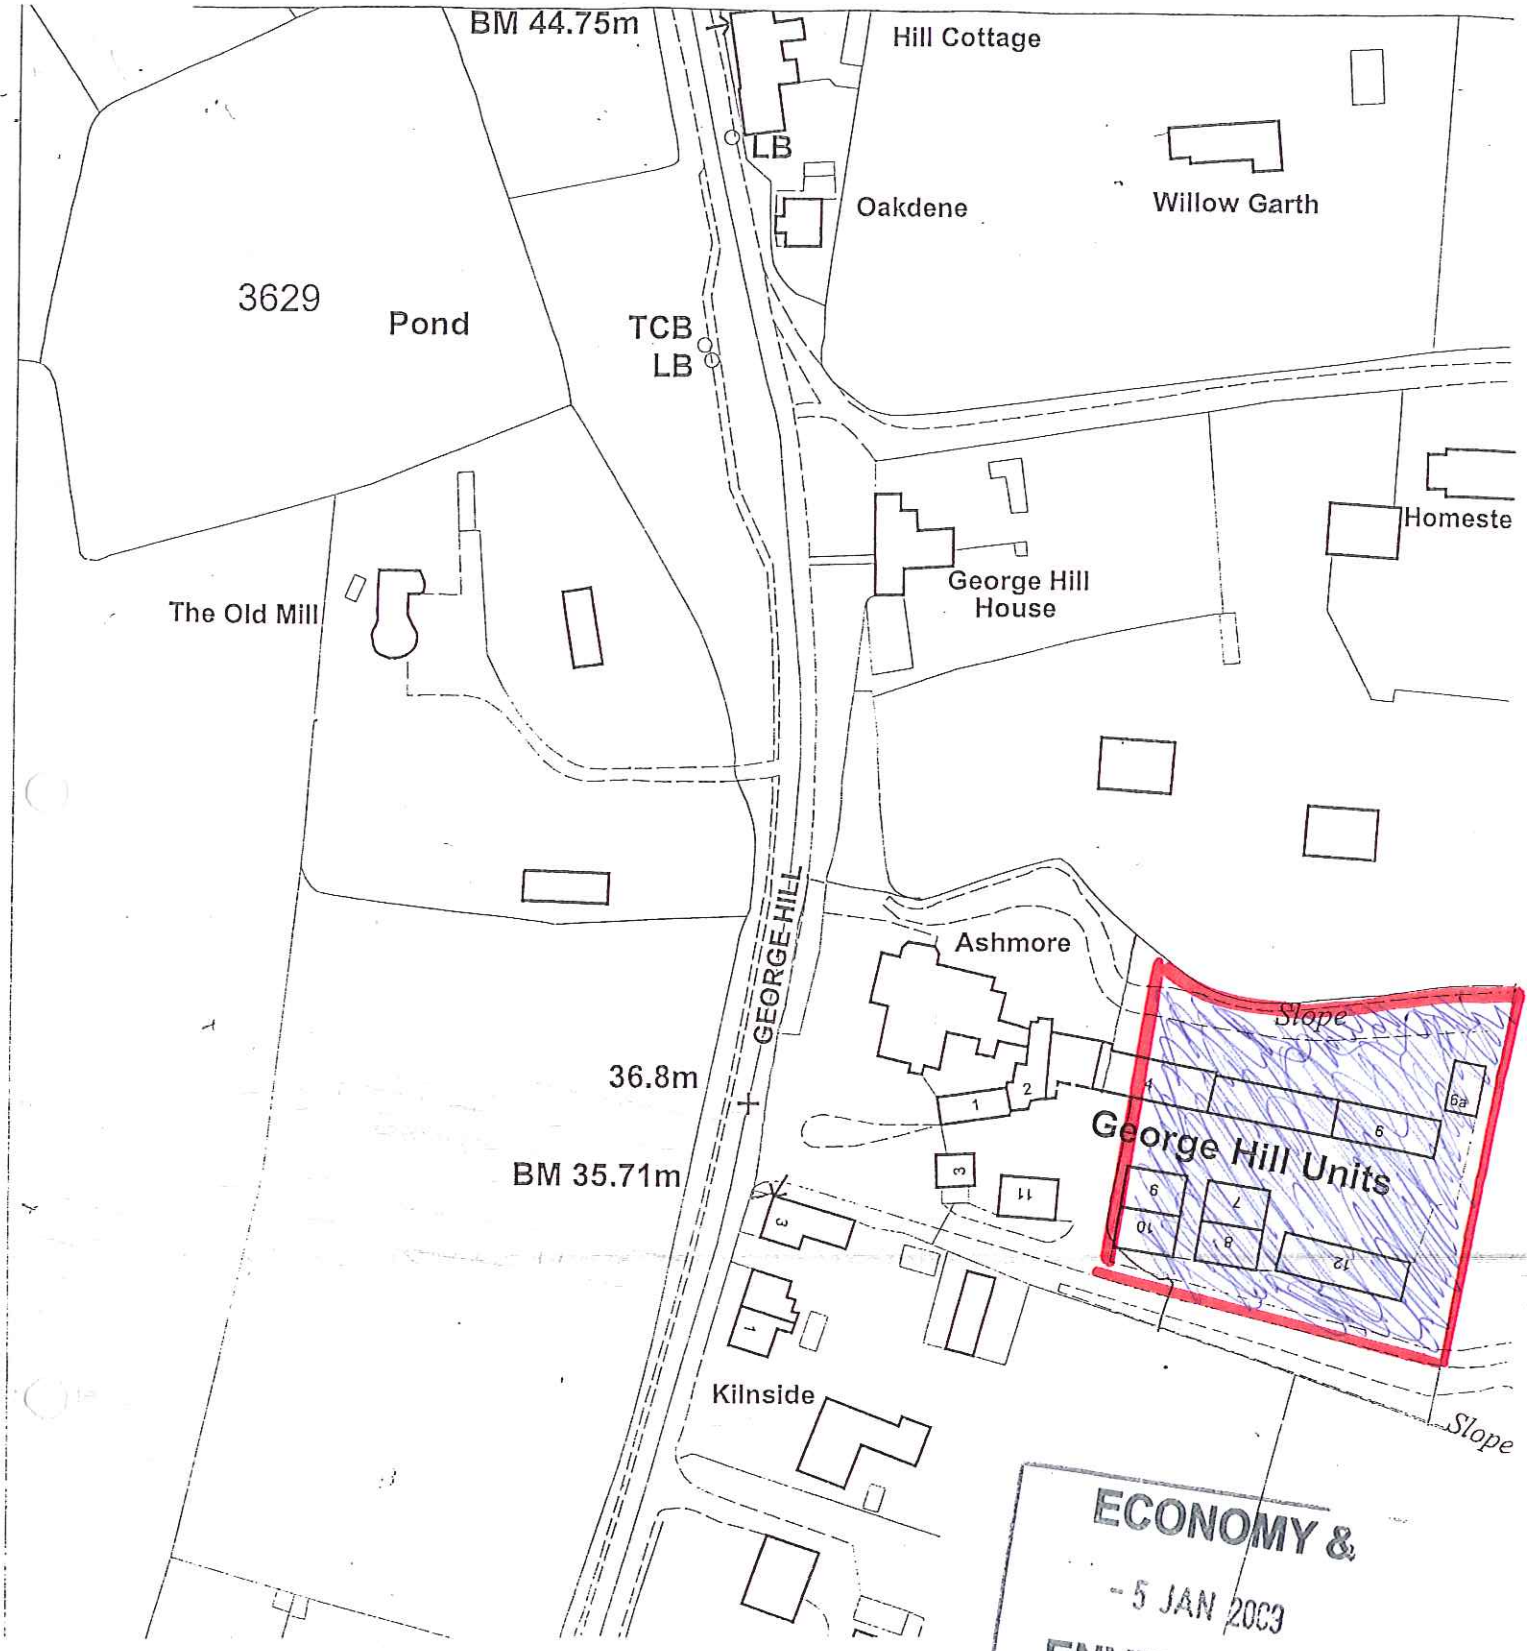 BM 44.75m
Hill Cottage
LB
Oakdene
Willow Garth
3629
Pond
TCB
LB
Homeste
George Hill
House
The Old Mill
GEORGE HILL
Ashmore
Slope
36.8m
1
2
4
6
6a
George Hill Units
BM 35.71m
3
11
9
10
7
8
12
3
1
Kilnside
Slope
ECONOMY &
- 5 JAN 2009